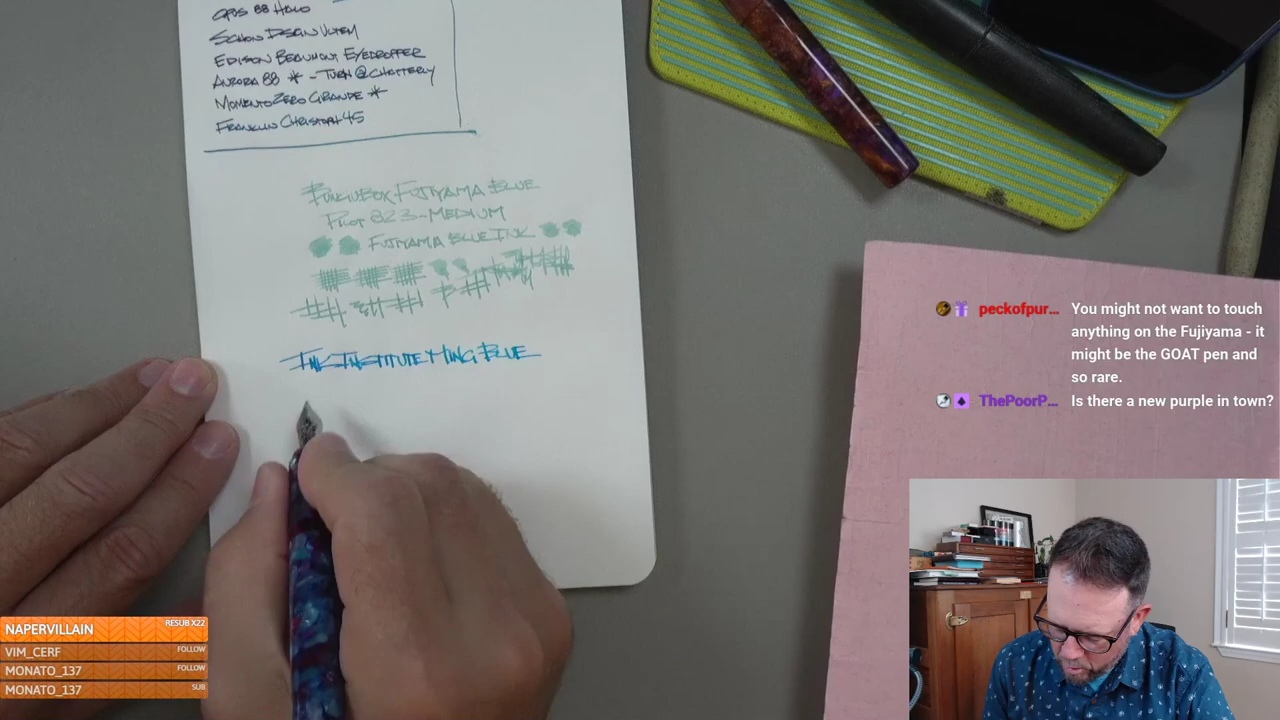 OPUS 88 HOLO
SCHON DSGN ULTEM
EDISON BEAUMONT EYEDROPPER
AURORA 88 * - TURN @ CHATTERLY
MOMENTO ZERO GRANDE *
FRANKLIN CHRISTOPH 45
BUNGUBOX FUJIYAMA BLUE
PILOT 823 - MEDIUM
FUJIYAMA BLUE INK
INK INSTITUTE MING BLUE
peckofpur... You might not want to touch
anything on the Fujiyama - it
might be the GOAT pen and
so rare.
ThePoorP... Is there a new purple in town?
NAPERVILLAIN RESUB X22
VIM_CERF FOLLOW
MONATO_137 FOLLOW
MONATO_137 SUB